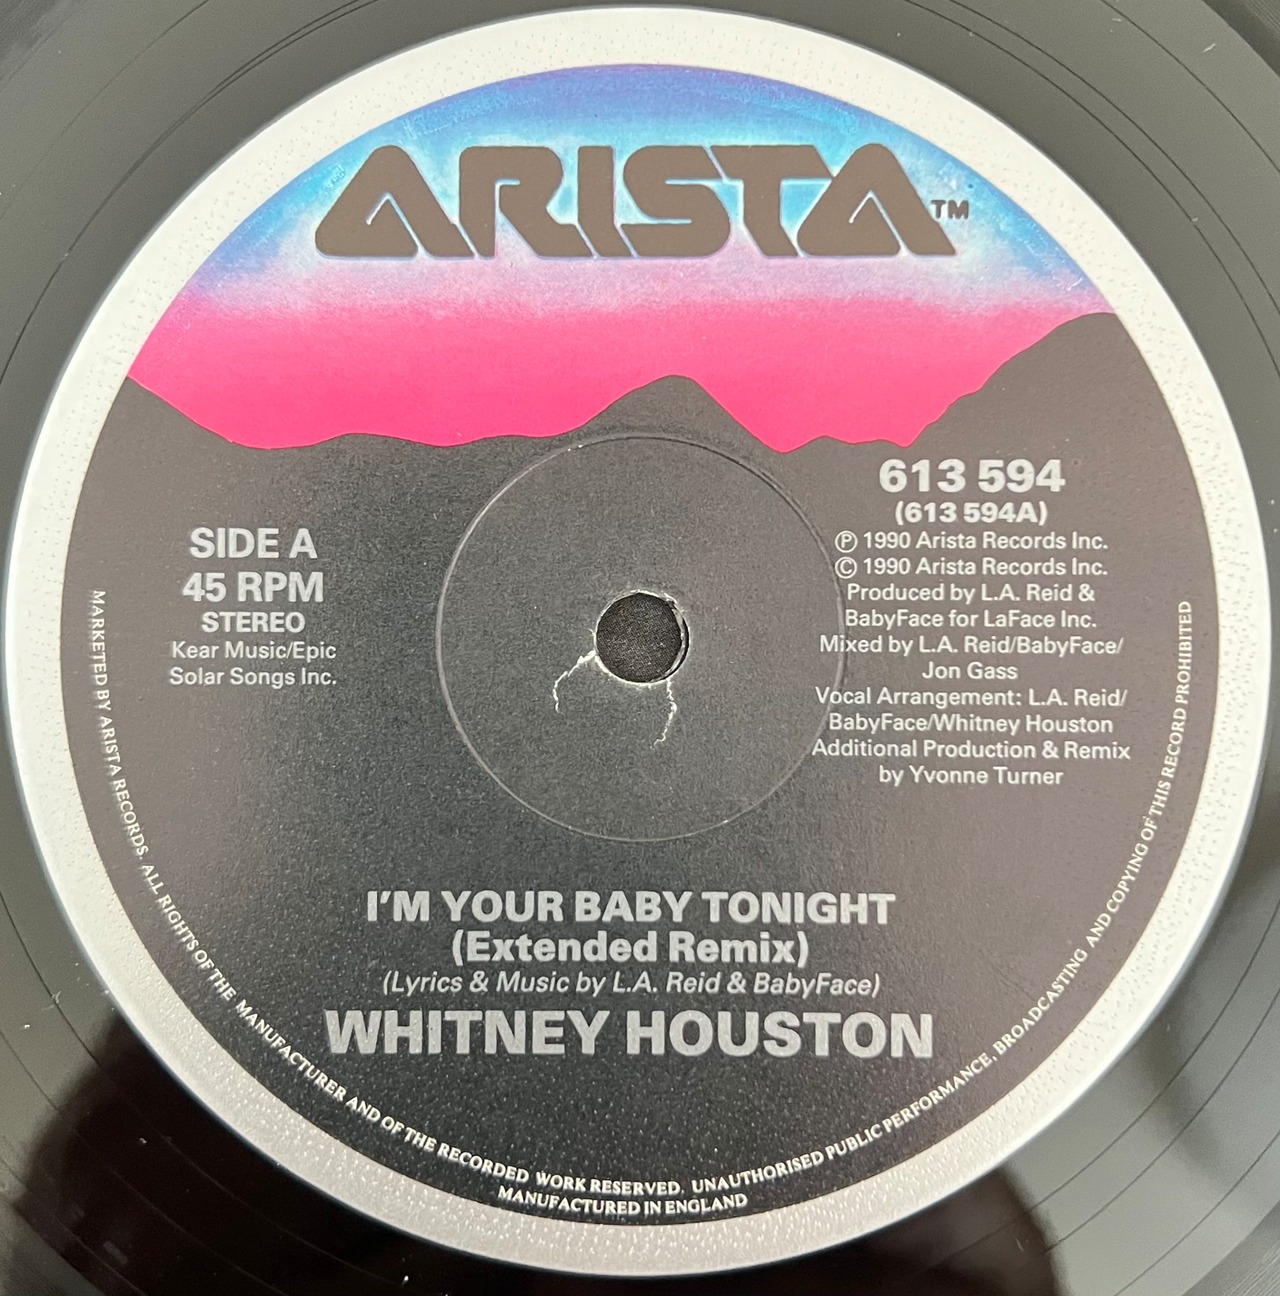 ARISTA™
613 594
(613 594A)
℗ 1990 Arista Records Inc.
© 1990 Arista Records Inc.
Produced by L.A. Reid &
BabyFace for LaFace Inc.
Mixed by L.A. Reid/BabyFace/
Jon Gass
Vocal Arrangement: L.A. Reid/
BabyFace/Whitney Houston
Additional Production & Remix
by Yvonne Turner
SIDE A
45 RPM
STEREO
Kear Music/Epic
Solar Songs Inc.
I'M YOUR BABY TONIGHT
(Extended Remix)
(Lyrics & Music by L.A. Reid & BabyFace)
WHITNEY HOUSTON
MARKETED BY ARISTA RECORDS. ALL RIGHTS OF THE MANUFACTURER AND OF THE RECORDED WORK RESERVED. UNAUTHORISED PUBLIC PERFORMANCE, BROADCASTING AND COPYING OF THIS RECORD PROHIBITED
MANUFACTURED IN ENGLAND